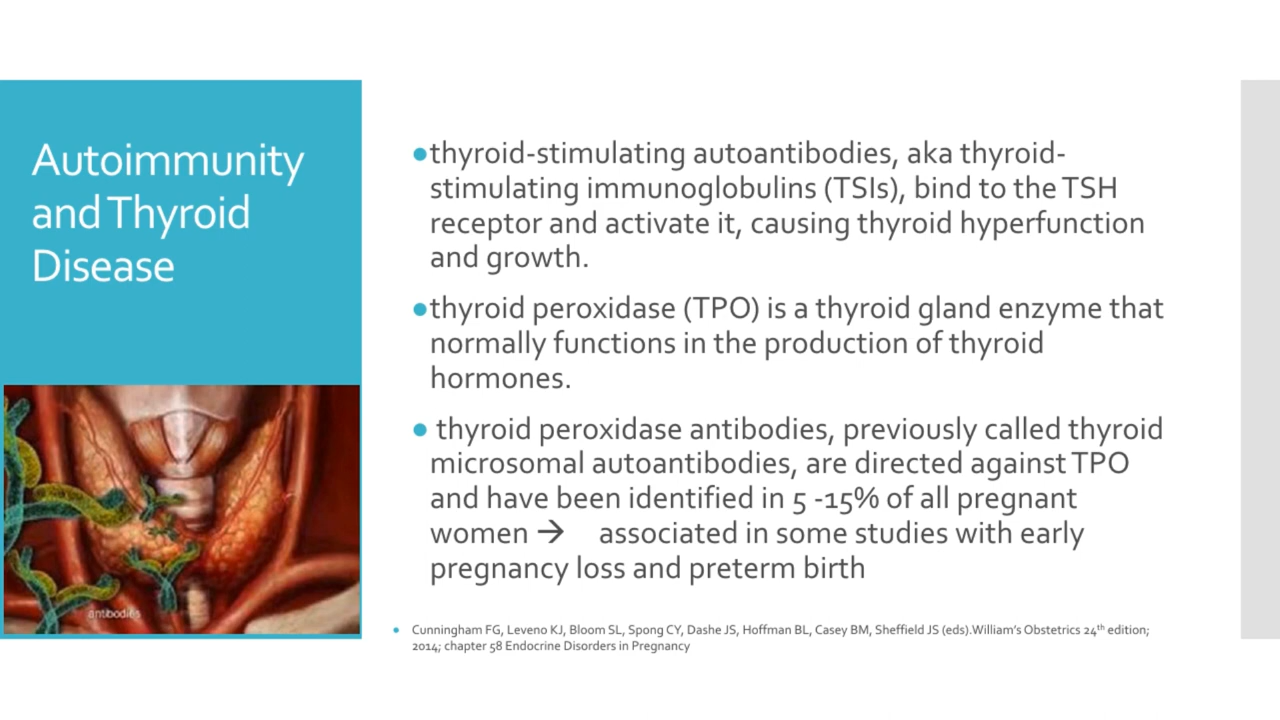 Autoimmunity
and Thyroid
Disease
antibodies
●thyroid-stimulating autoantibodies, aka thyroid-
stimulating immunoglobulins (TSIs), bind to the TSH
receptor and activate it, causing thyroid hyperfunction
and growth.
●thyroid peroxidase (TPO) is a thyroid gland enzyme that
normally functions in the production of thyroid
hormones.
● thyroid peroxidase antibodies, previously called thyroid
microsomal autoantibodies, are directed against TPO
and have been identified in 5 -15% of all pregnant
women → associated in some studies with early
pregnancy loss and preterm birth
● Cunningham FG, Leveno KJ, Bloom SL, Spong CY, Dashe JS, Hoffman BL, Casey BM, Sheffield JS (eds).William's Obstetrics 24th edition;
2014; chapter 58 Endocrine Disorders in Pregnancy